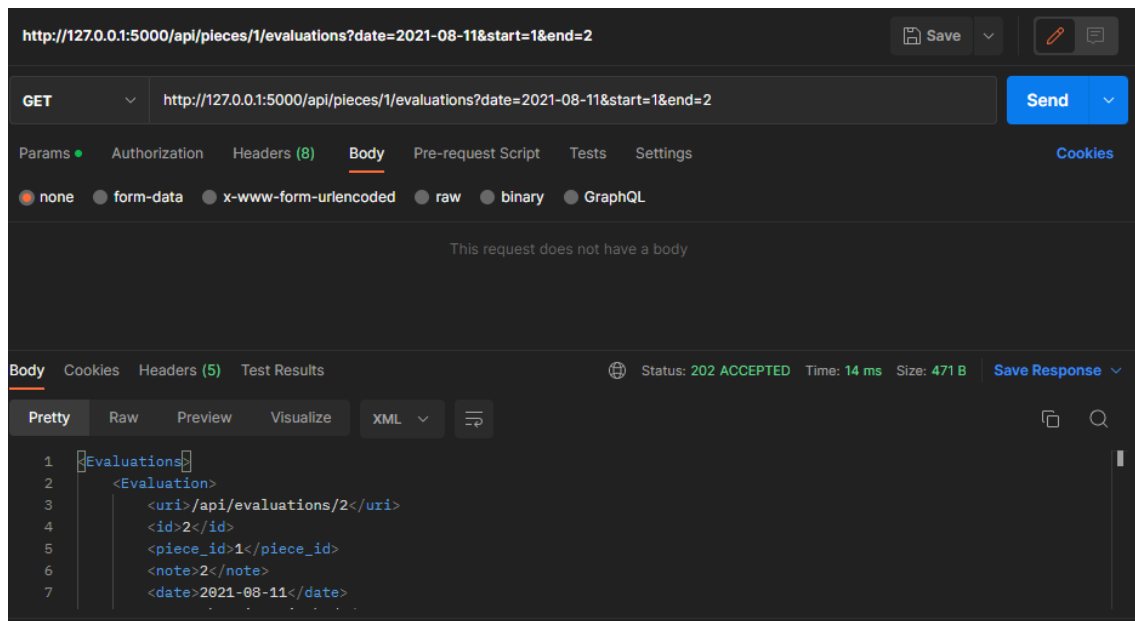 http://127.0.0.1:5000/api/pieces/1/evaluations?date=2021-08-11&start=1&end=2 Save
GET http://127.0.0.1:5000/api/pieces/1/evaluations?date=2021-08-11&start=1&end=2 Send
Params Authorization Headers (8) Body Pre-request Script Tests Settings Cookies
none form-data x-www-form-urlencoded raw binary GraphQL
This request does not have a body
Body Cookies Headers (5) Test Results Status: 202 ACCEPTED Time: 14 ms Size: 471 B Save Response
Pretty Raw Preview Visualize XML
1 <Evaluations>
2 <Evaluation>
3 <uri>/api/evaluations/2</uri>
4 <id>2</id>
5 <piece_id>1</piece_id>
6 <note>2</note>
7 <date>2021-08-11</date>